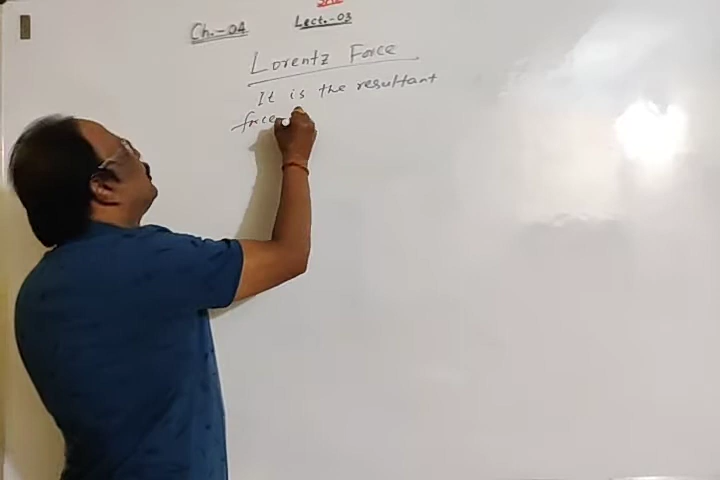 Ch.-04 Lect.-03
Lorentz Force
It is the resultant
force